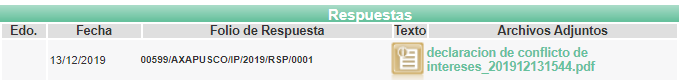 Respuestas
Edo. Fecha Folio de Respuesta Texto Archivos Adjuntos
13/12/2019 00599/AXAPUSCO/IP/2019/RSP/0001 declaracion de conflicto de
intereses_201912131544.pdf